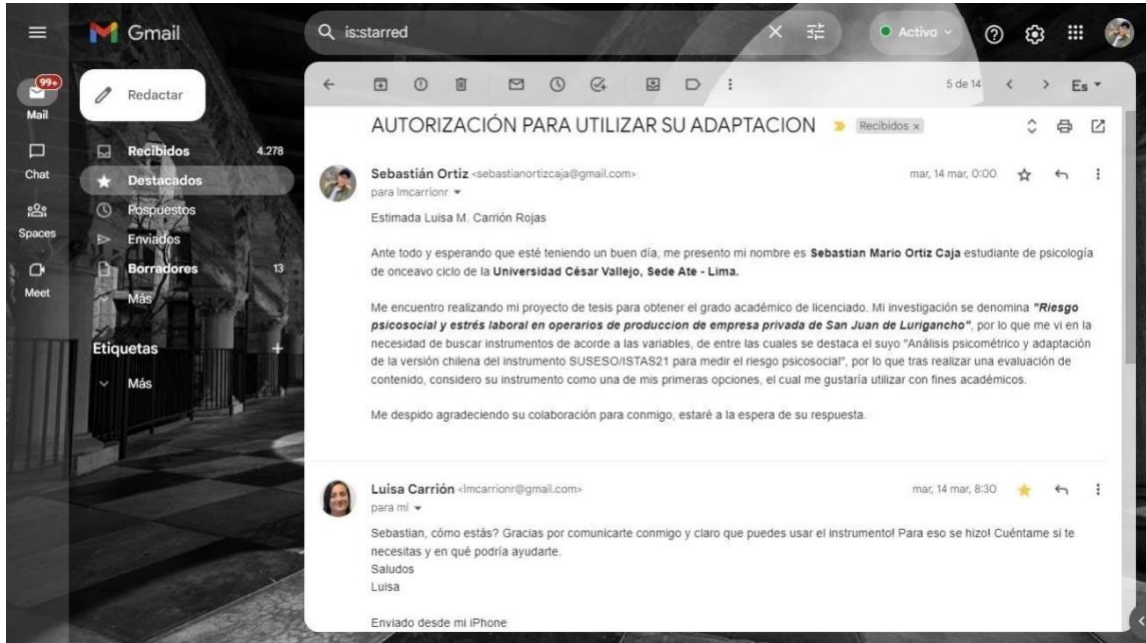 Gmail
is:starred
Activo
99+
Mail
Redactar
5 de 14
Es
Chat
Spaces
Meet
Recibidos 4.278
Destacados
Pospuestos
Enviados
Borradores 13
Más
Etiquetas +
Más
AUTORIZACIÓN PARA UTILIZAR SU ADAPTACION
Recibidos ×
Sebastián Ortiz <sebastianortizcaja@gmail.com> mar, 14 mar, 0:00
para lmcarrionr
Estimada Luisa M. Carrión Rojas
Ante todo y esperando que esté teniendo un buen día, me presento mi nombre es Sebastian Mario Ortiz Caja estudiante de psicología
de onceavo ciclo de la Universidad César Vallejo, Sede Ate - Lima.
Me encuentro realizando mi proyecto de tesis para obtener el grado académico de licenciado. Mi investigación se denomina "Riesgo
psicosocial y estrés laboral en operarios de produccion de empresa privada de San Juan de Lurigancho", por lo que me vi en la
necesidad de buscar instrumentos de acorde a las variables, de entre las cuales se destaca el suyo "Análisis psicométrico y adaptación
de la versión chilena del instrumento SUSESO/ISTAS21 para medir el riesgo psicosocial", por lo que tras realizar una evaluación de
contenido, considero su instrumento como una de mis primeras opciones, el cual me gustaría utilizar con fines académicos.
Me despido agradeciendo su colaboración para conmigo, estaré a la espera de su respuesta.
Luisa Carrión <lmcarrionr@gmail.com> mar, 14 mar, 8:30
para mí
Sebastian, cómo estás? Gracias por comunicarte conmigo y claro que puedes usar el instrumento! Para eso se hizo! Cuéntame si te
necesitas y en qué podría ayudarte.
Saludos
Luisa
Enviado desde mi iPhone